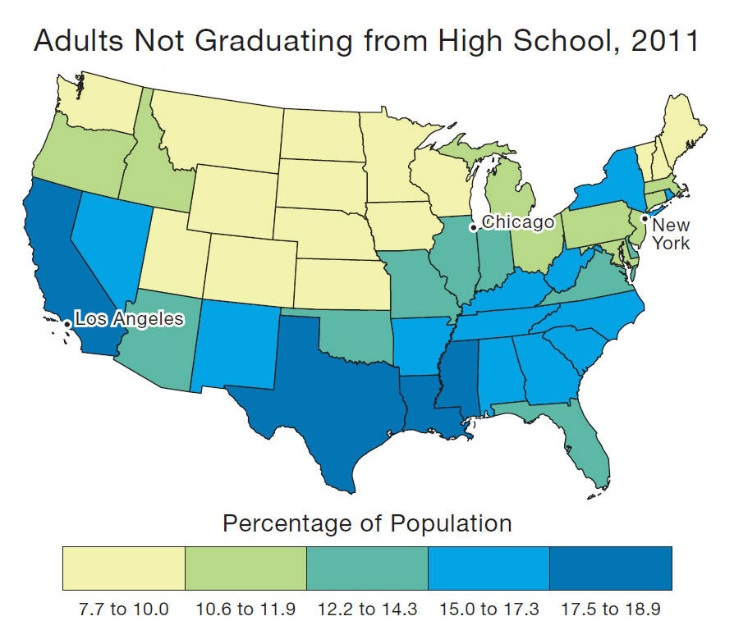 Adults Not Graduating from High School, 2011
Chicago
New
York
Los Angeles
Percentage of Population
7.7 to 10.0
10.6 to 11.9
12.2 to 14.3
15.0 to 17.3
17.5 to 18.9